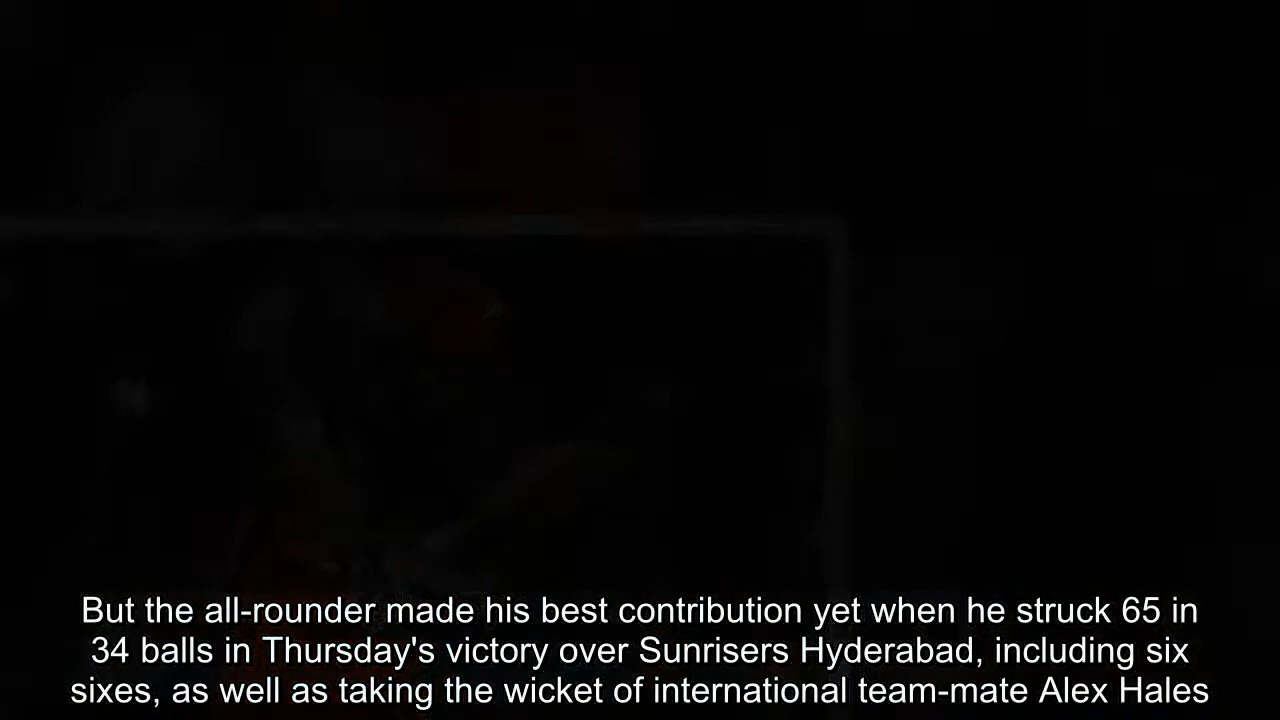 But the all-rounder made his best contribution yet when he struck 65 in
34 balls in Thursday's victory over Sunrisers Hyderabad, including six
sixes, as well as taking the wicket of international team-mate Alex Hales